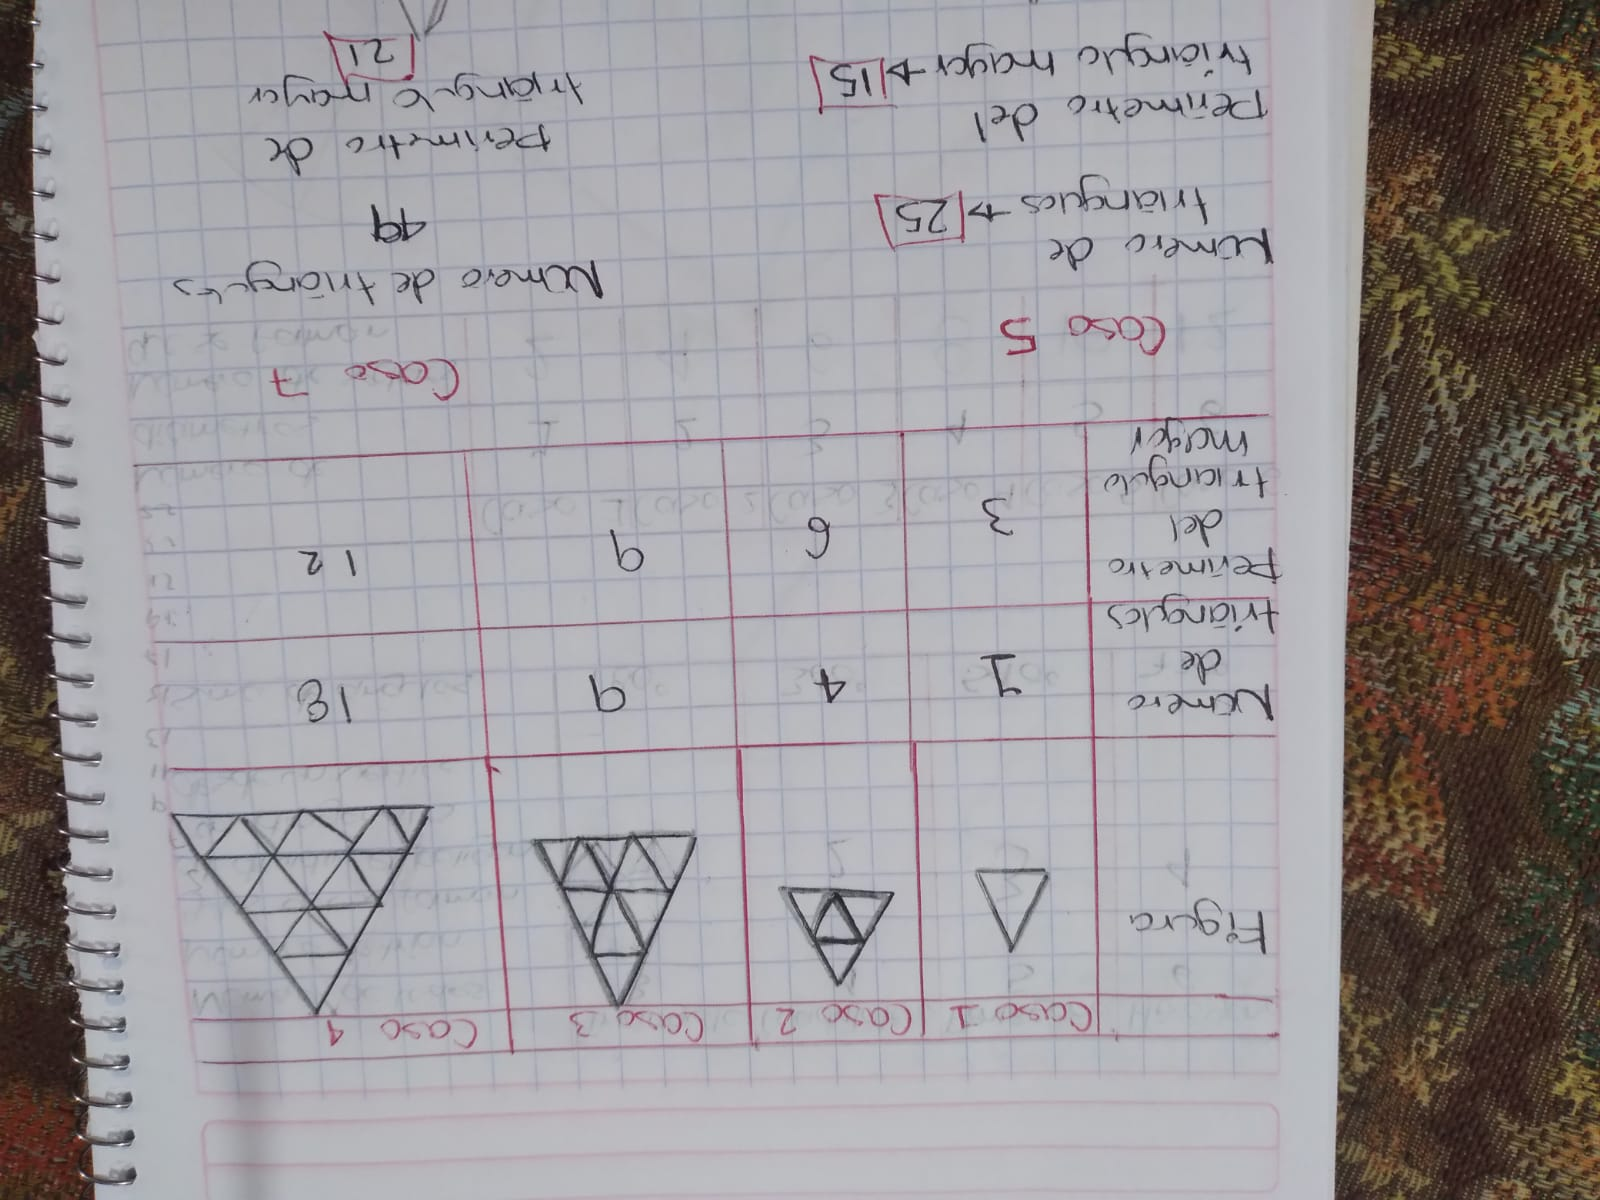 Caso 1 Caso 2 Caso 3 Caso 4
Figura
Número
de
triángulos
1 4 9 18
Perímetro
del
triángulo
mayor
3 6 9 12
Caso 5
Número de
triángulos → 25
Perímetro del
triángulo mayor → 15
Caso 7
Número de triángulos
49
perímetro de
triángulo mayor
21